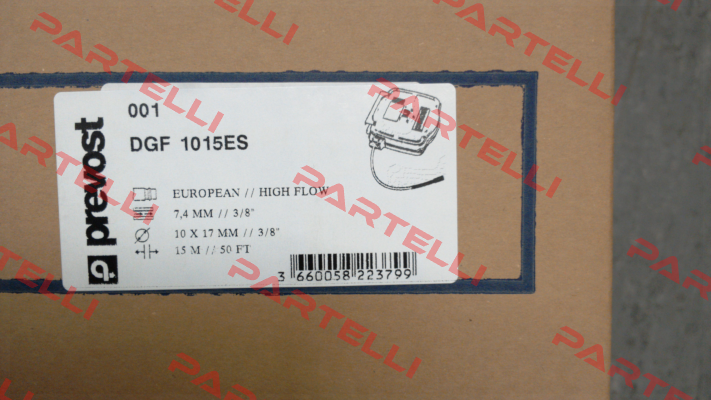 prevost
001
DGF 1015ES
EUROPEAN // HIGH FLOW
7,4 MM // 3/8"
10 X 17 MM // 3/8"
15 M // 50 FT
3 660058 223799
PARTELLI
PARTELLI
PARTELLI
PARTELLI
PARTELLI
PARTELLI
PARTELLI
PARTELLI
PARTELLI